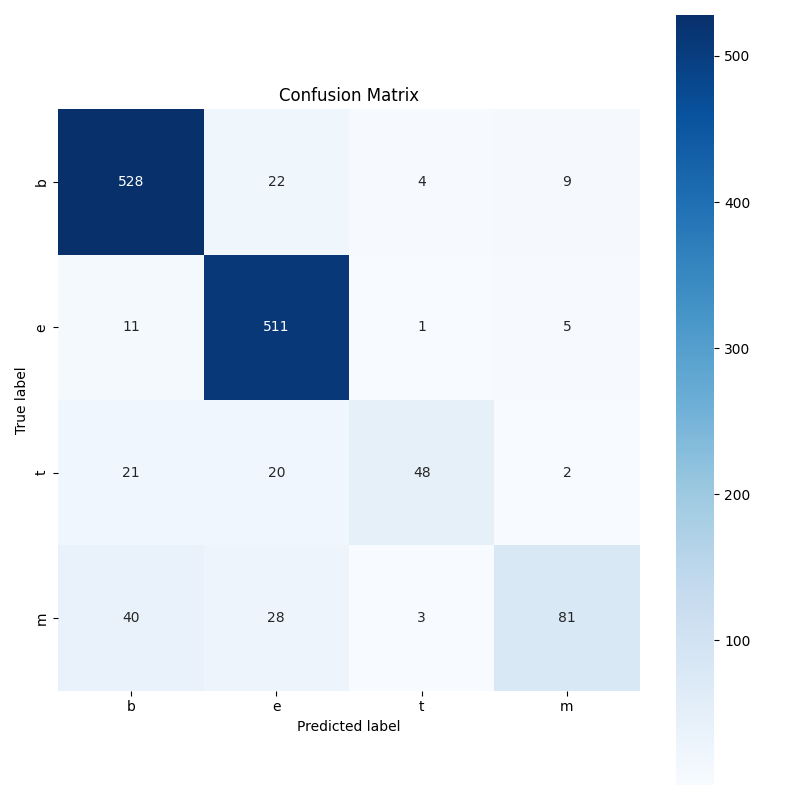 Confusion Matrix
b 528 22 4 9
e 11 511 1 5
t 21 20 48 2
m 40 28 3 81
b e t m
Predicted label
True label
500
400
300
200
100